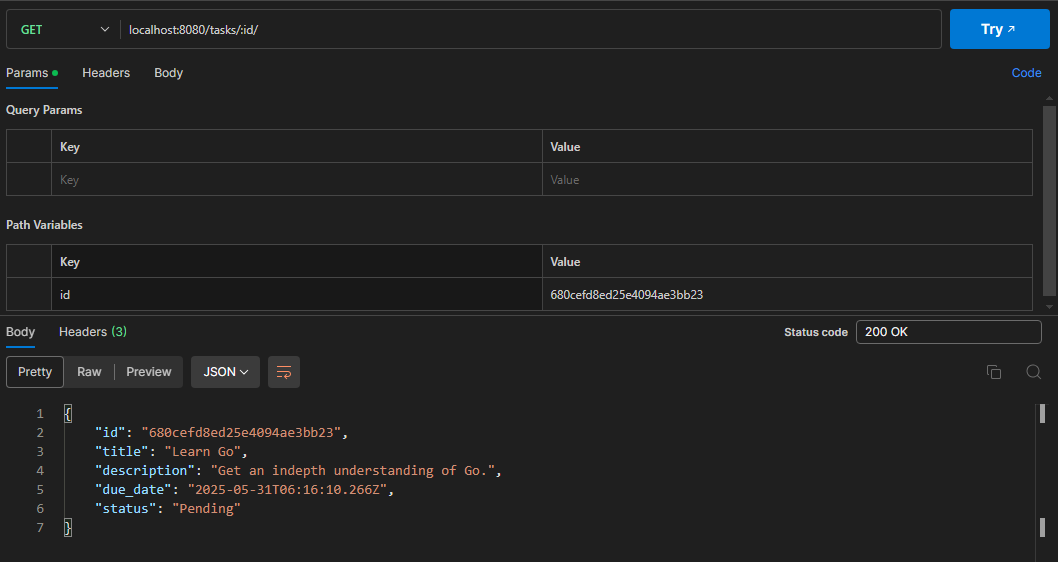 GET localhost:8080/tasks/:id/ Try ↗
Params Headers Body Code
Query Params
Key Value
Key Value
Path Variables
Key Value
id 680cefd8ed25e4094ae3bb23
Body Headers (3) Status code 200 OK
Pretty Raw Preview JSON
1 {
2 "id": "680cefd8ed25e4094ae3bb23",
3 "title": "Learn Go",
4 "description": "Get an indepth understanding of Go.",
5 "due_date": "2025-05-31T06:16:10.266Z",
6 "status": "Pending"
7 }